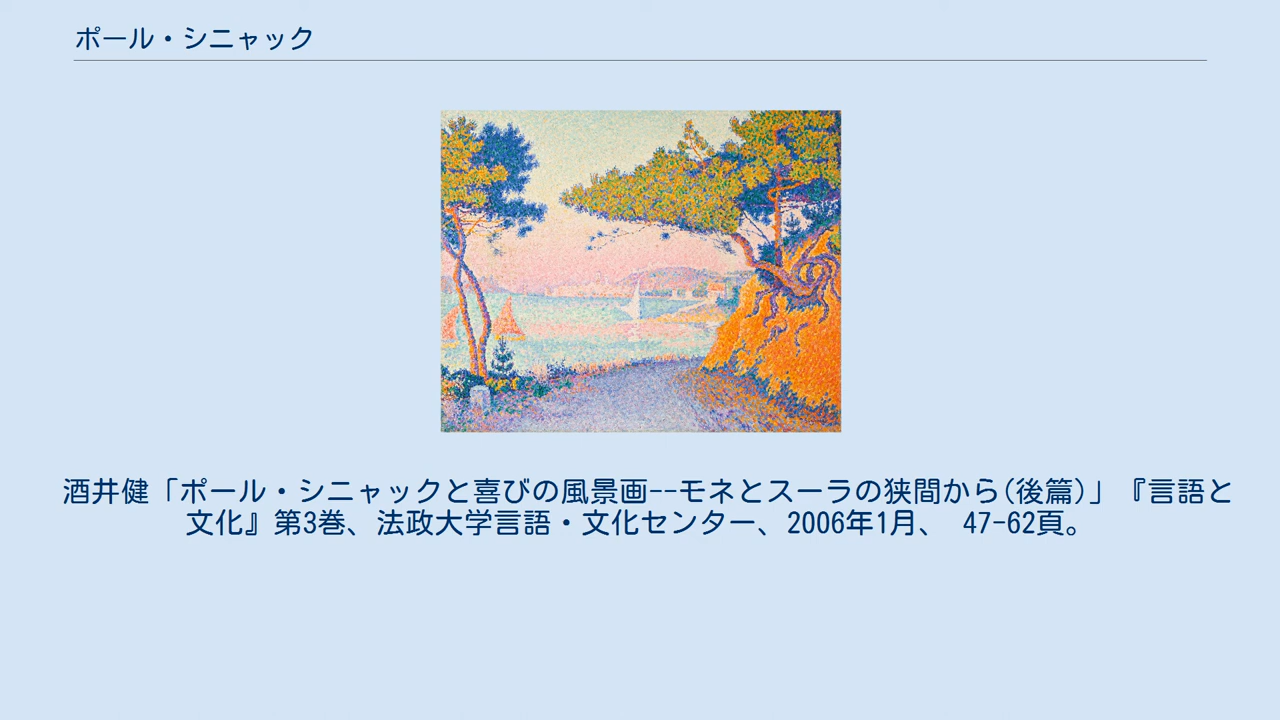 ポール・シニャック
酒井健「ポール・シニャックと喜びの風景画--モネとスーラの狭間から(後篇)」『言語と
文化』第3巻、法政大学言語・文化センター、2006年1月、 47-62頁。